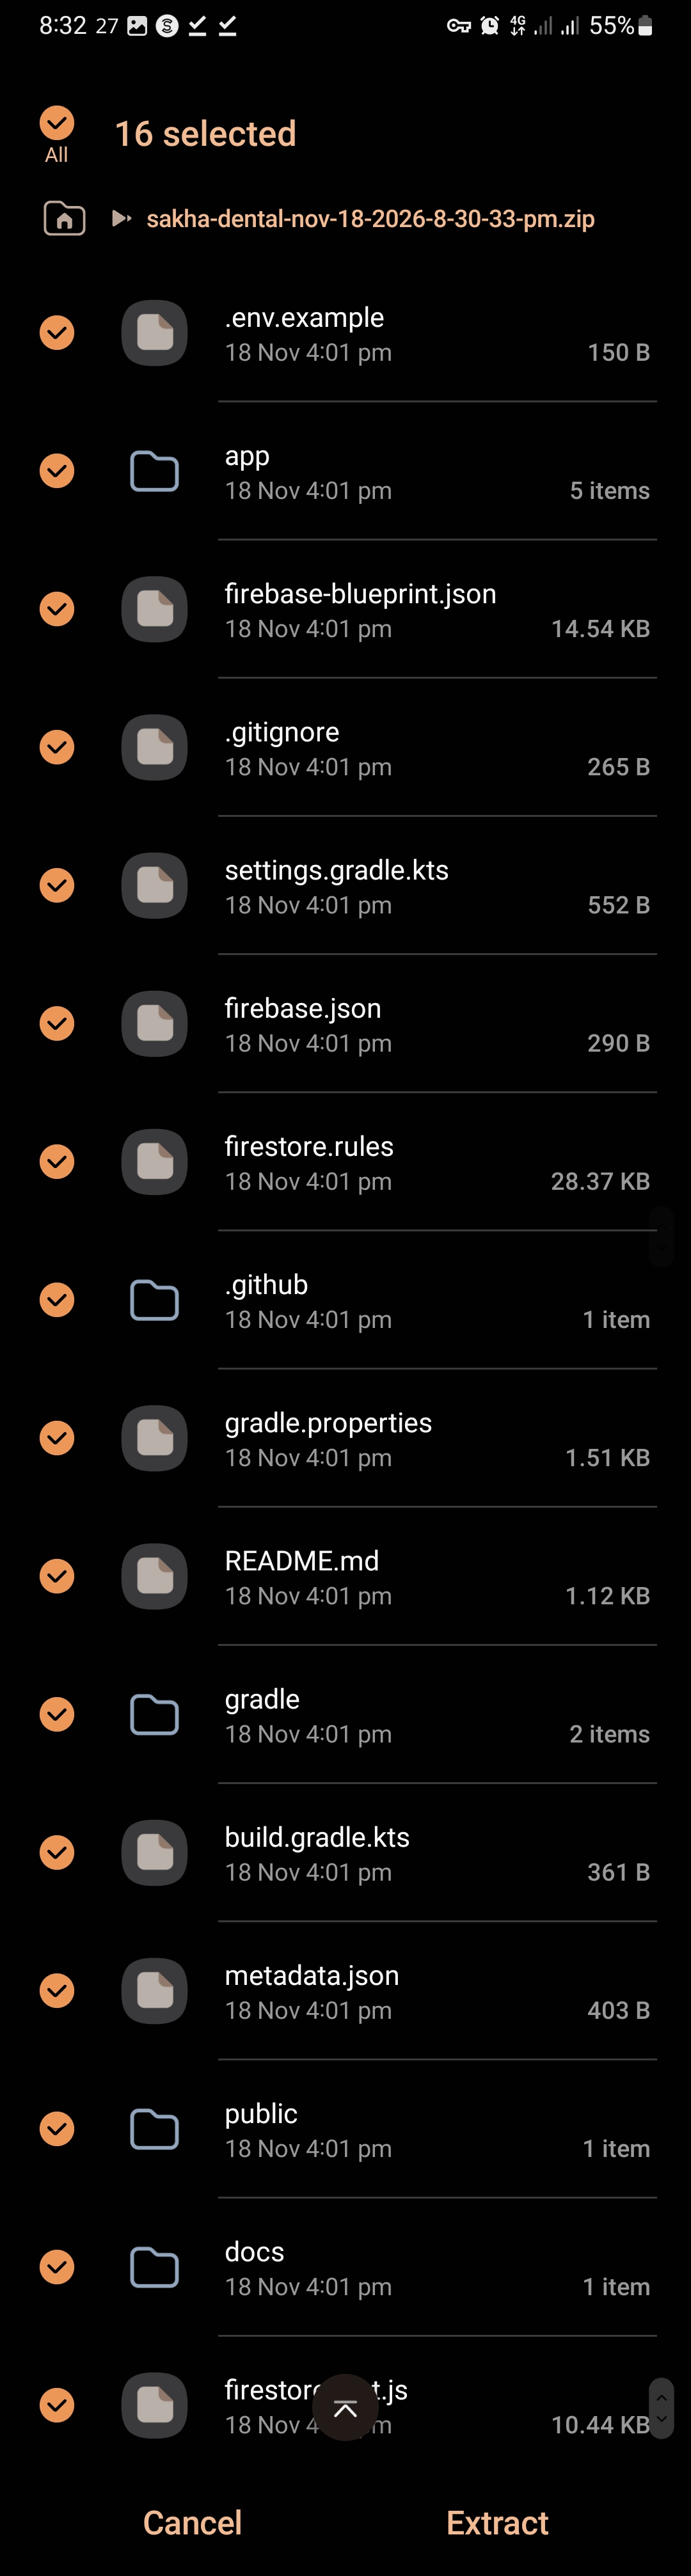 8:32 27 4G 55%
16 selected
All
sakha-dental-nov-18-2026-8-30-33-pm.zip
.env.example
18 Nov 4:01 pm 150 B
app
18 Nov 4:01 pm 5 items
firebase-blueprint.json
18 Nov 4:01 pm 14.54 KB
.gitignore
18 Nov 4:01 pm 265 B
settings.gradle.kts
18 Nov 4:01 pm 552 B
firebase.json
18 Nov 4:01 pm 290 B
firestore.rules
18 Nov 4:01 pm 28.37 KB
.github
18 Nov 4:01 pm 1 item
gradle.properties
18 Nov 4:01 pm 1.51 KB
README.md
18 Nov 4:01 pm 1.12 KB
gradle
18 Nov 4:01 pm 2 items
build.gradle.kts
18 Nov 4:01 pm 361 B
metadata.json
18 Nov 4:01 pm 403 B
public
18 Nov 4:01 pm 1 item
docs
18 Nov 4:01 pm 1 item
18 Nov 10.44 KB
Cancel Extract